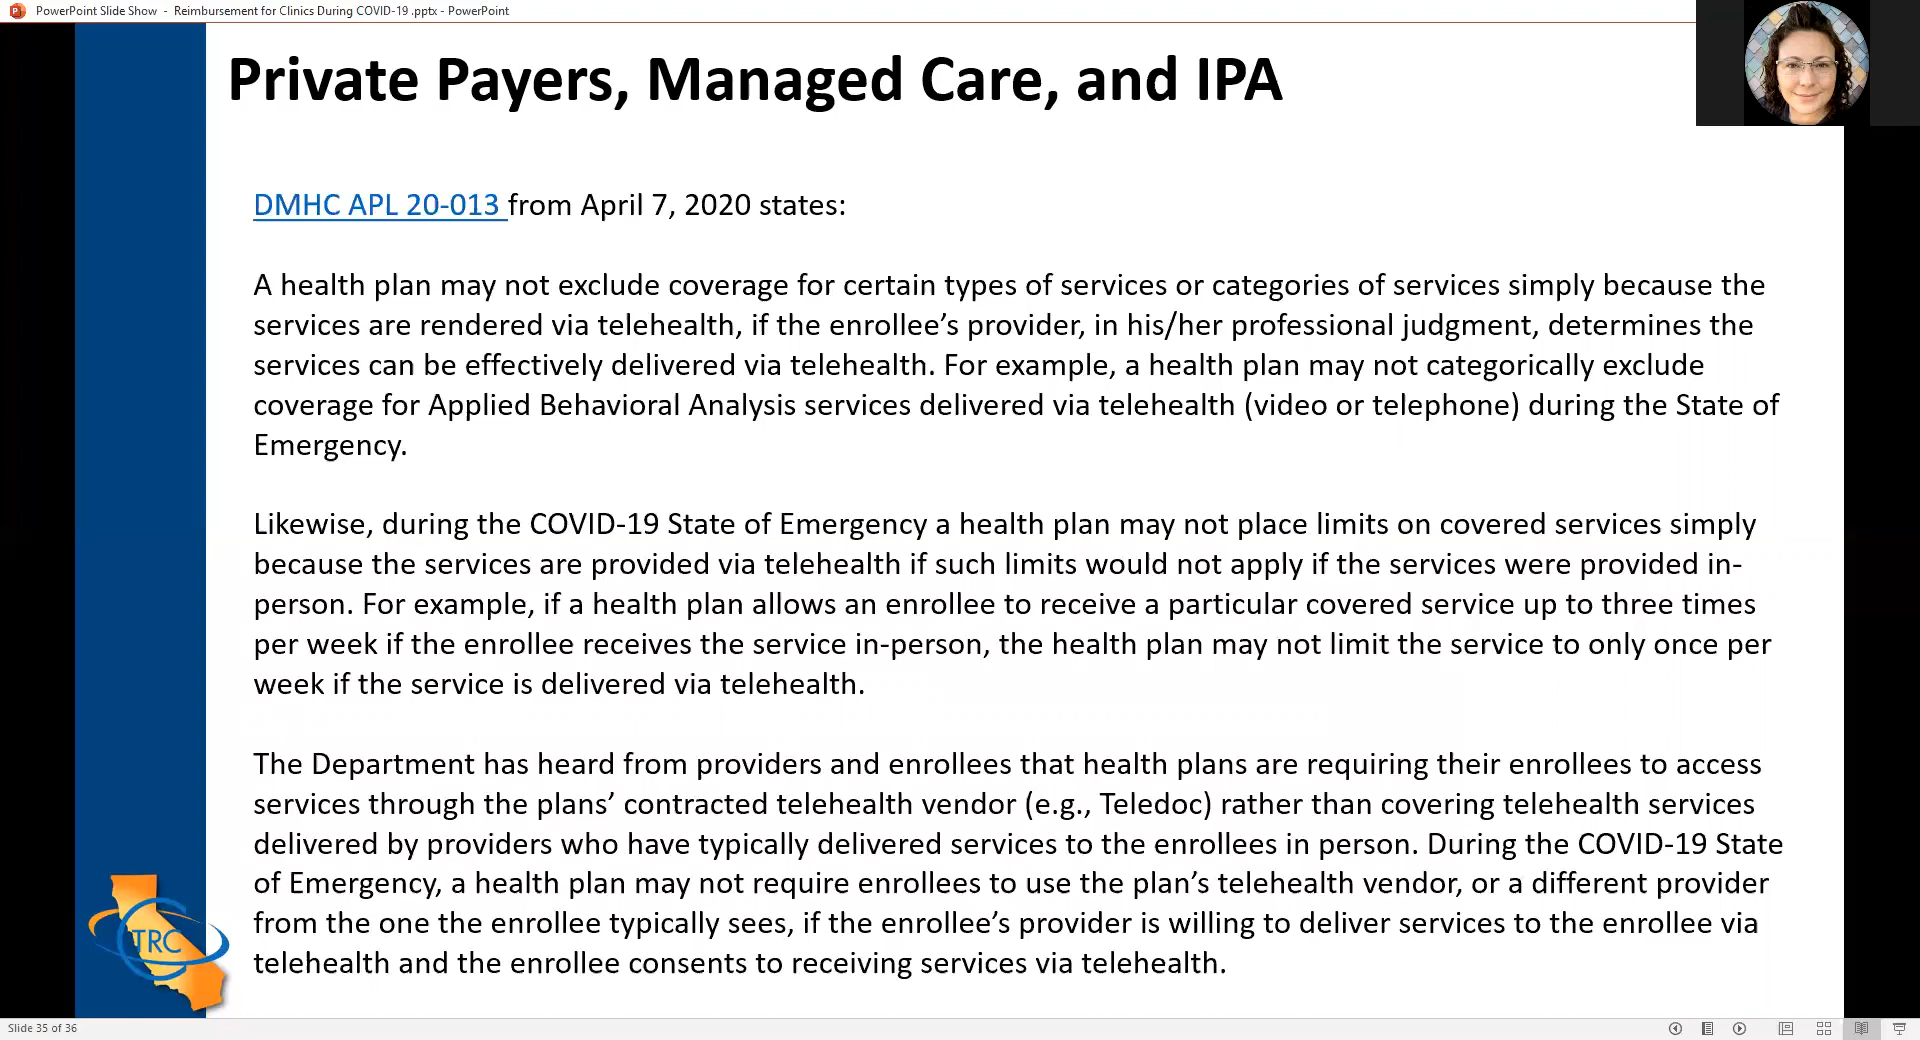 PowerPoint Slide Show - Reimbursement for Clinics During COVID-19 .pptx - PowerPoint
Private Payers, Managed Care, and IPA
DMHC APL 20-013 from April 7, 2020 states:
A health plan may not exclude coverage for certain types of services or categories of services simply because the
services are rendered via telehealth, if the enrollee’s provider, in his/her professional judgment, determines the
services can be effectively delivered via telehealth. For example, a health plan may not categorically exclude
coverage for Applied Behavioral Analysis services delivered via telehealth (video or telephone) during the State of
Emergency.
Likewise, during the COVID-19 State of Emergency a health plan may not place limits on covered services simply
because the services are provided via telehealth if such limits would not apply if the services were provided in-
person. For example, if a health plan allows an enrollee to receive a particular covered service up to three times
per week if the enrollee receives the service in-person, the health plan may not limit the service to only once per
week if the service is delivered via telehealth.
The Department has heard from providers and enrollees that health plans are requiring their enrollees to access
services through the plans’ contracted telehealth vendor (e.g., Teledoc) rather than covering telehealth services
delivered by providers who have typically delivered services to the enrollees in person. During the COVID-19 State
of Emergency, a health plan may not require enrollees to use the plan’s telehealth vendor, or a different provider
from the one the enrollee typically sees, if the enrollee’s provider is willing to deliver services to the enrollee via
telehealth and the enrollee consents to receiving services via telehealth.
TRC
Slide 35 of 36